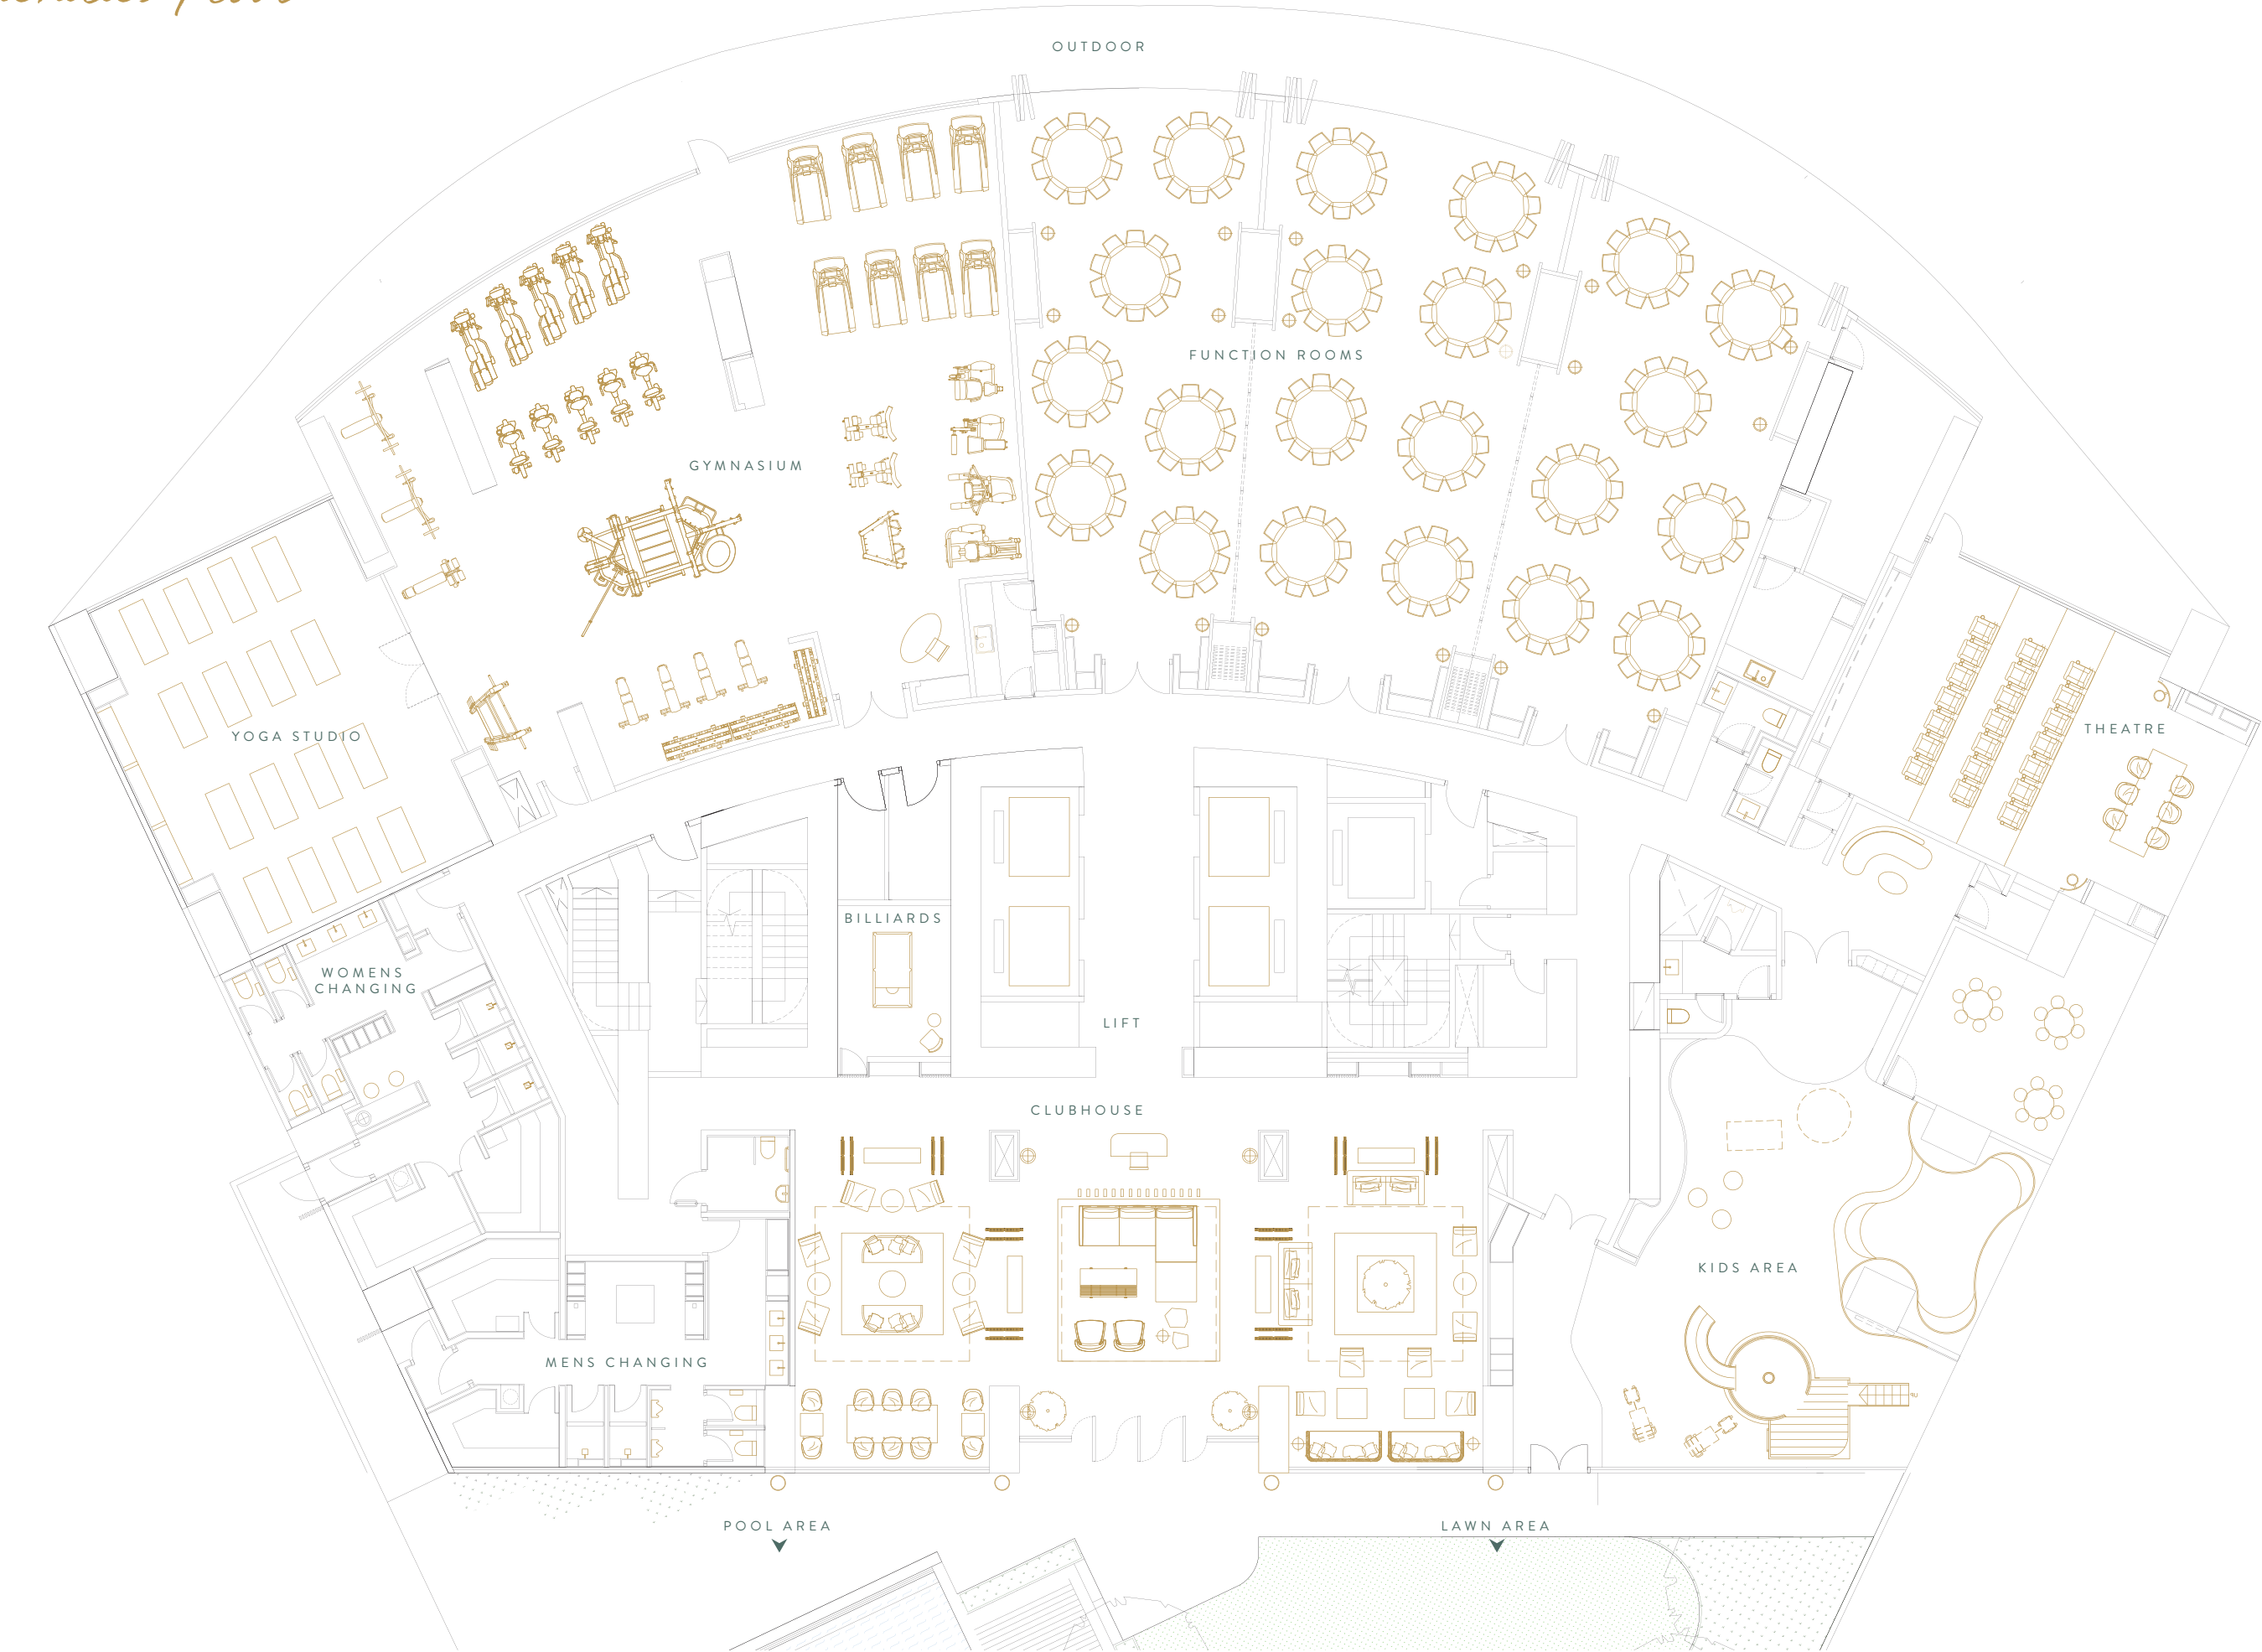 OUTDOOR
FUNCTION ROOMS
GYMNASIUM
THEATRE
YOGA STUDIO
BILLIARDS
WOMENS
CHANGING
LIFT
CLUBHOUSE
KIDS AREA
MENS CHANGING
POOL AREA
LAWN AREA